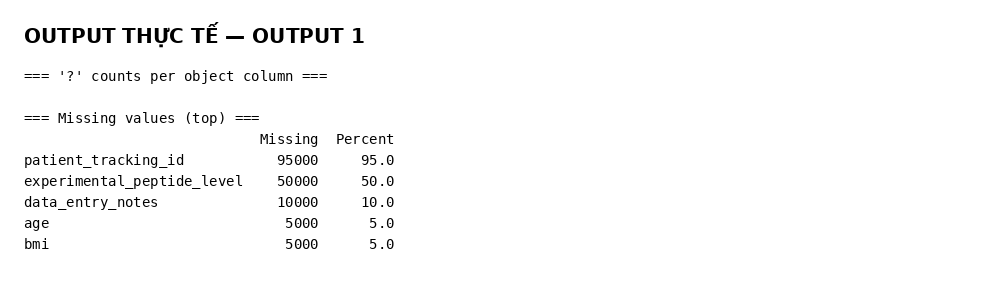 OUTPUT THỰC TẾ — OUTPUT 1
=== '?' counts per object column ===
=== Missing values (top) ===
Missing Percent
patient_tracking_id 95000 95.0
experimental_peptide_level 50000 50.0
data_entry_notes 10000 10.0
age 5000 5.0
bmi 5000 5.0